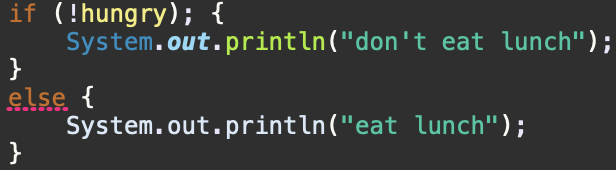 if (!hungry); {
    System.out.println("don't eat lunch");
}
else {
    System.out.println("eat lunch");
}